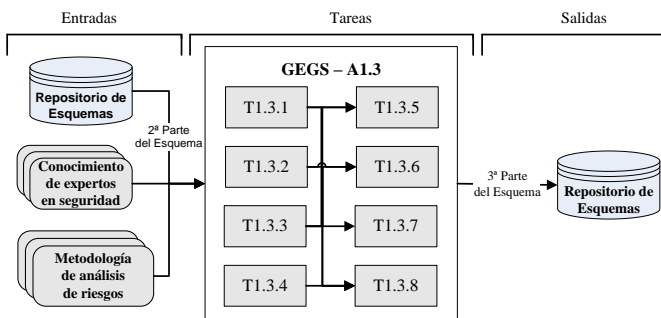 Entradas
Tareas
Salidas
GEGS – A1.3
Repositorio de
Esquemas
2ª Parte
del Esquema
Conocimiento
de expertos
en seguridad
Metodología
de análisis
de riesgos
T1.3.1
T1.3.5
T1.3.2
T1.3.6
T1.3.3
T1.3.7
T1.3.4
T1.3.8
3ª Parte
del Esquema
Repositorio de
Esquemas